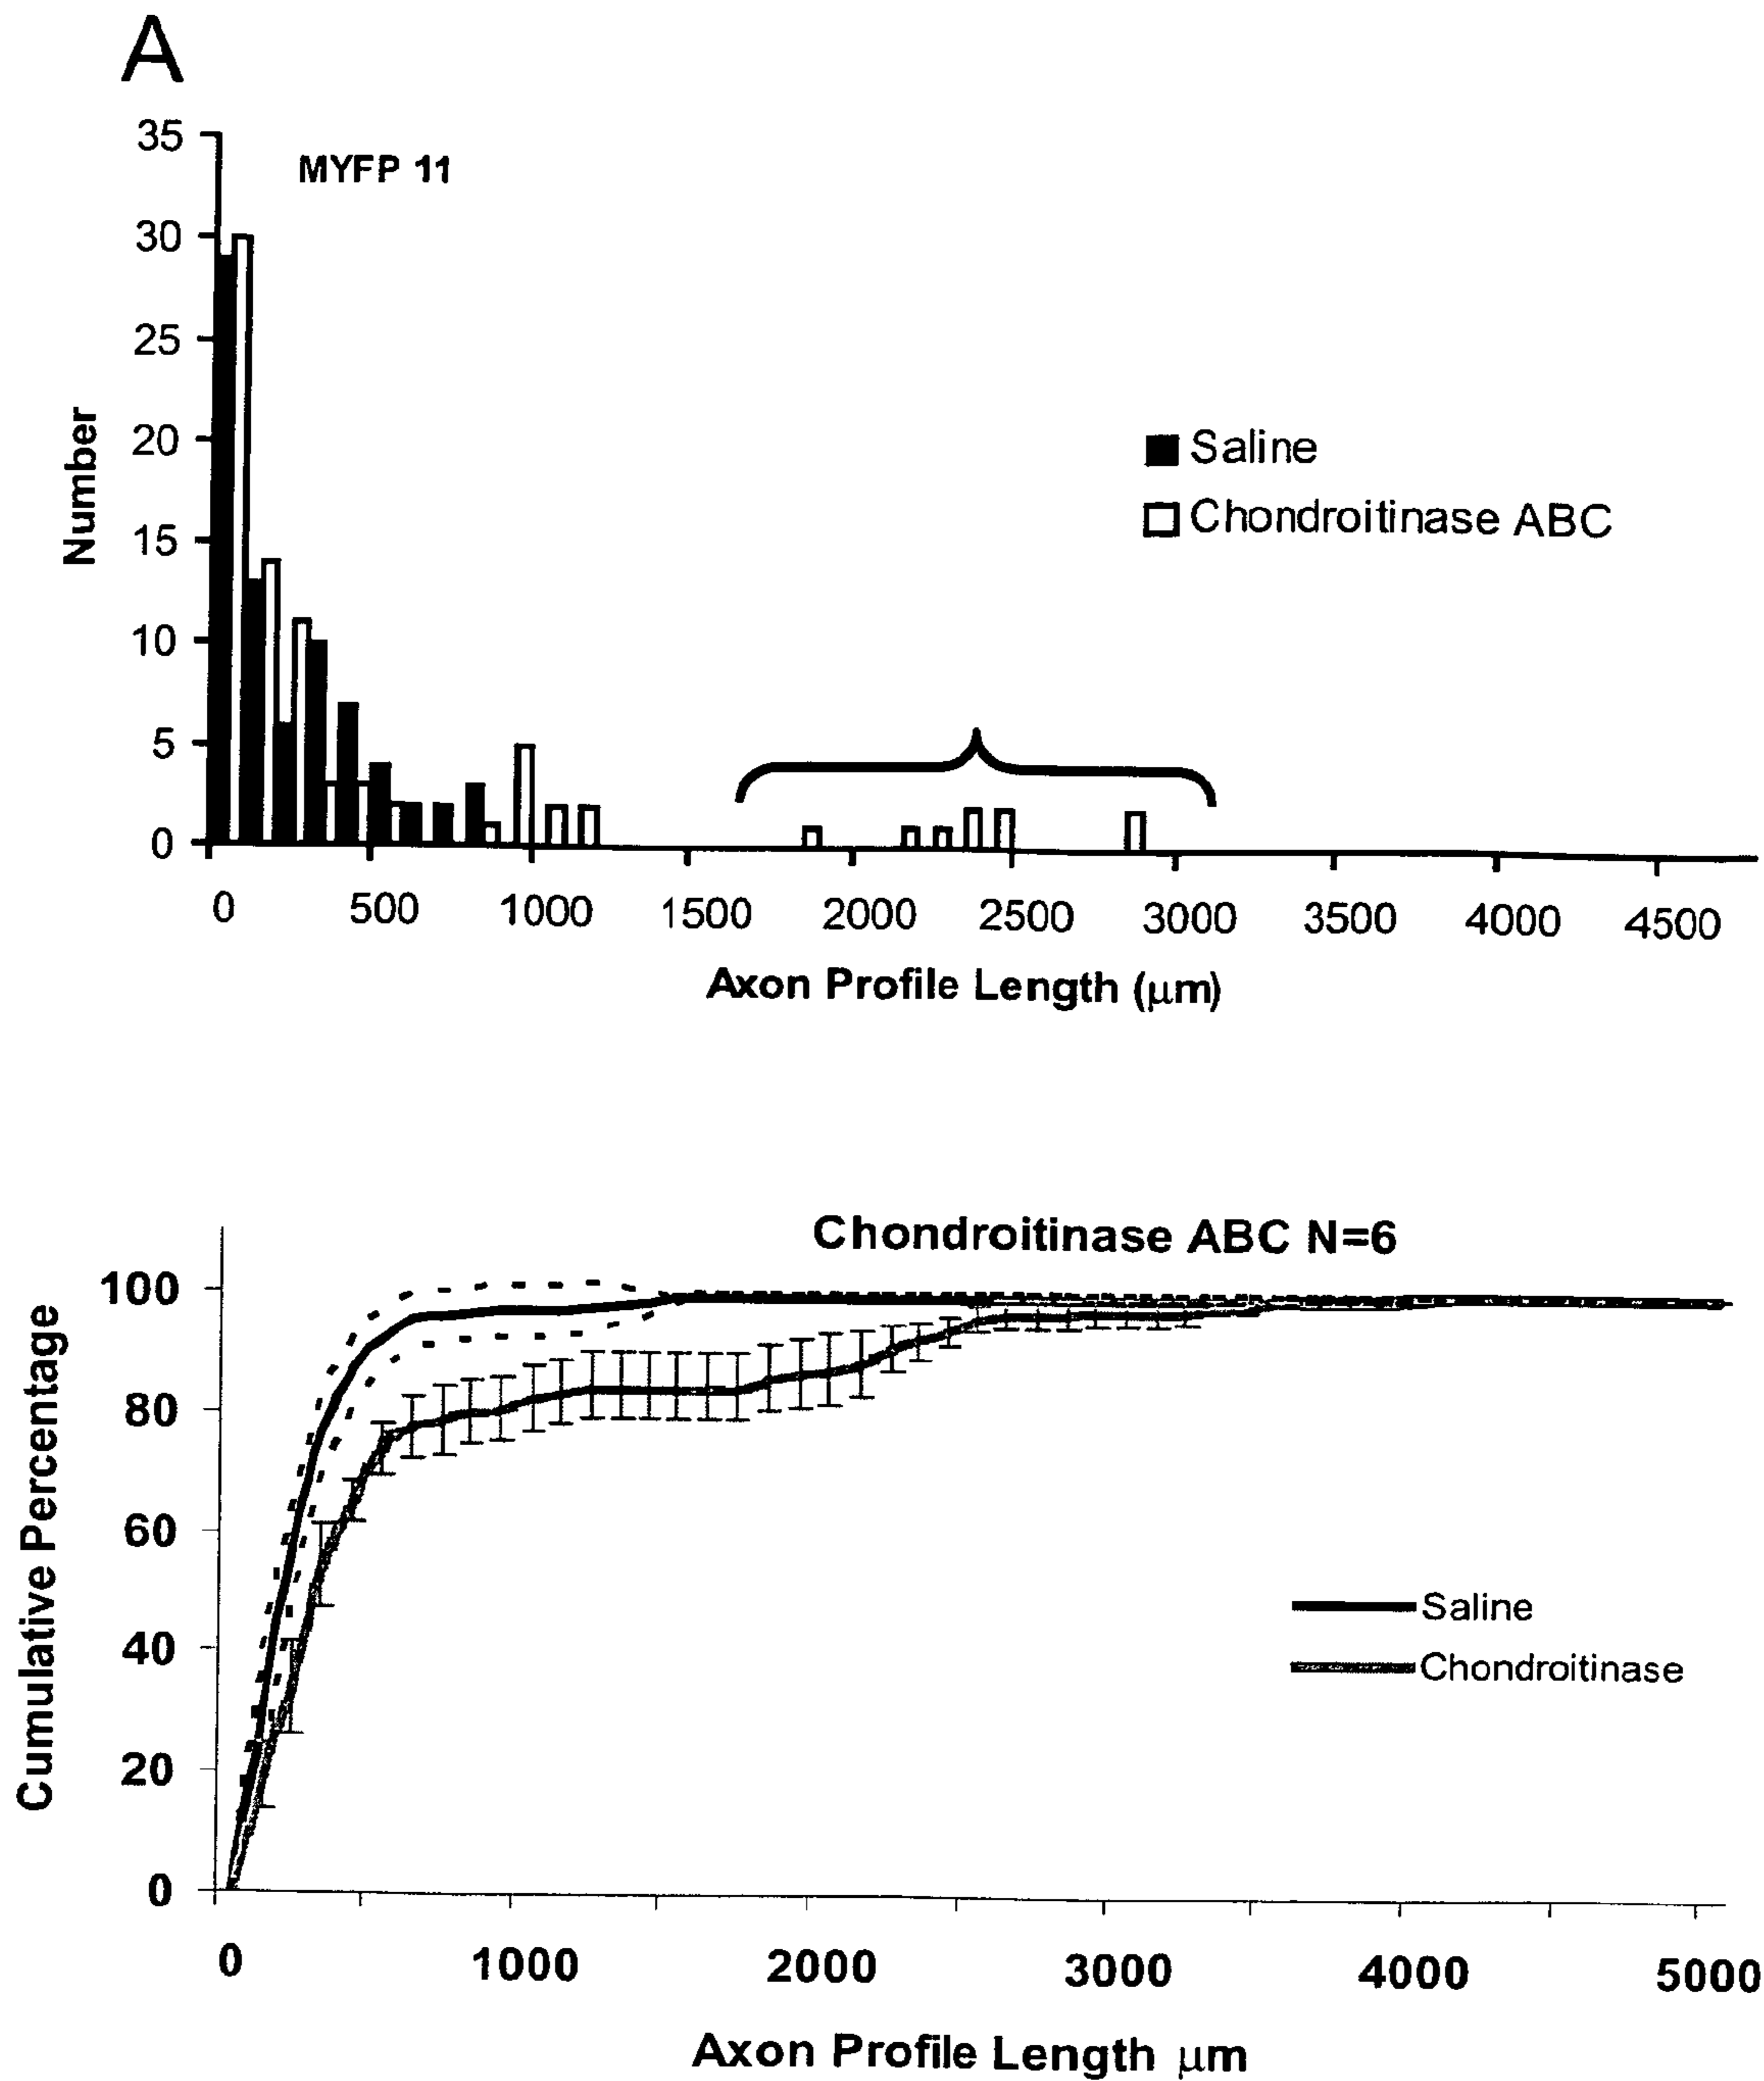 A
35
MYFP 11
30
25
20
15
10
5
0
Number
Saline
Chondroitinase ABC
0 500 1000 1500 2000 2500 3000 3500 4000 4500
Axon Profile Length (μm)
Chondroitinase ABC N=6
100
80
60
40
20
0
Cumulative Percentage
Saline
Chondroitinase
0 1000 2000 3000 4000 5000
Axon Profile Length μm